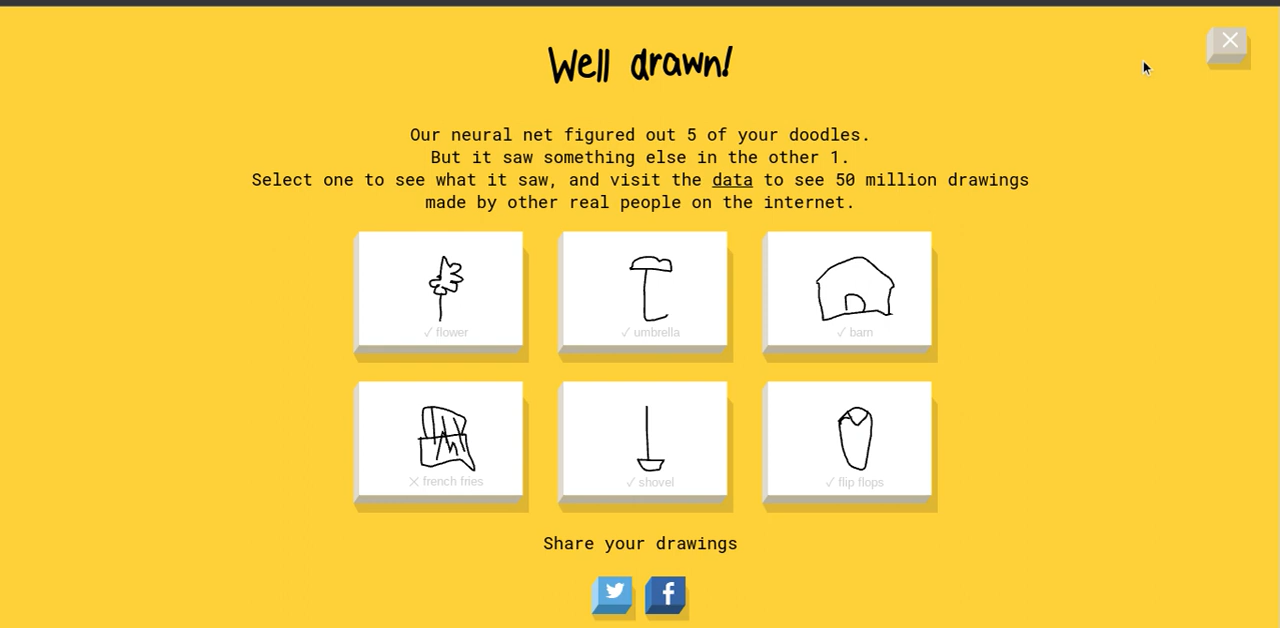 Well drawn!
Our neural net figured out 5 of your doodles.
But it saw something else in the other 1.
Select one to see what it saw, and visit the data to see 50 million drawings
made by other real people on the internet.
✓ flower
✓ umbrella
✓ barn
✕ french fries
✓ shovel
✓ flip flops
Share your drawings